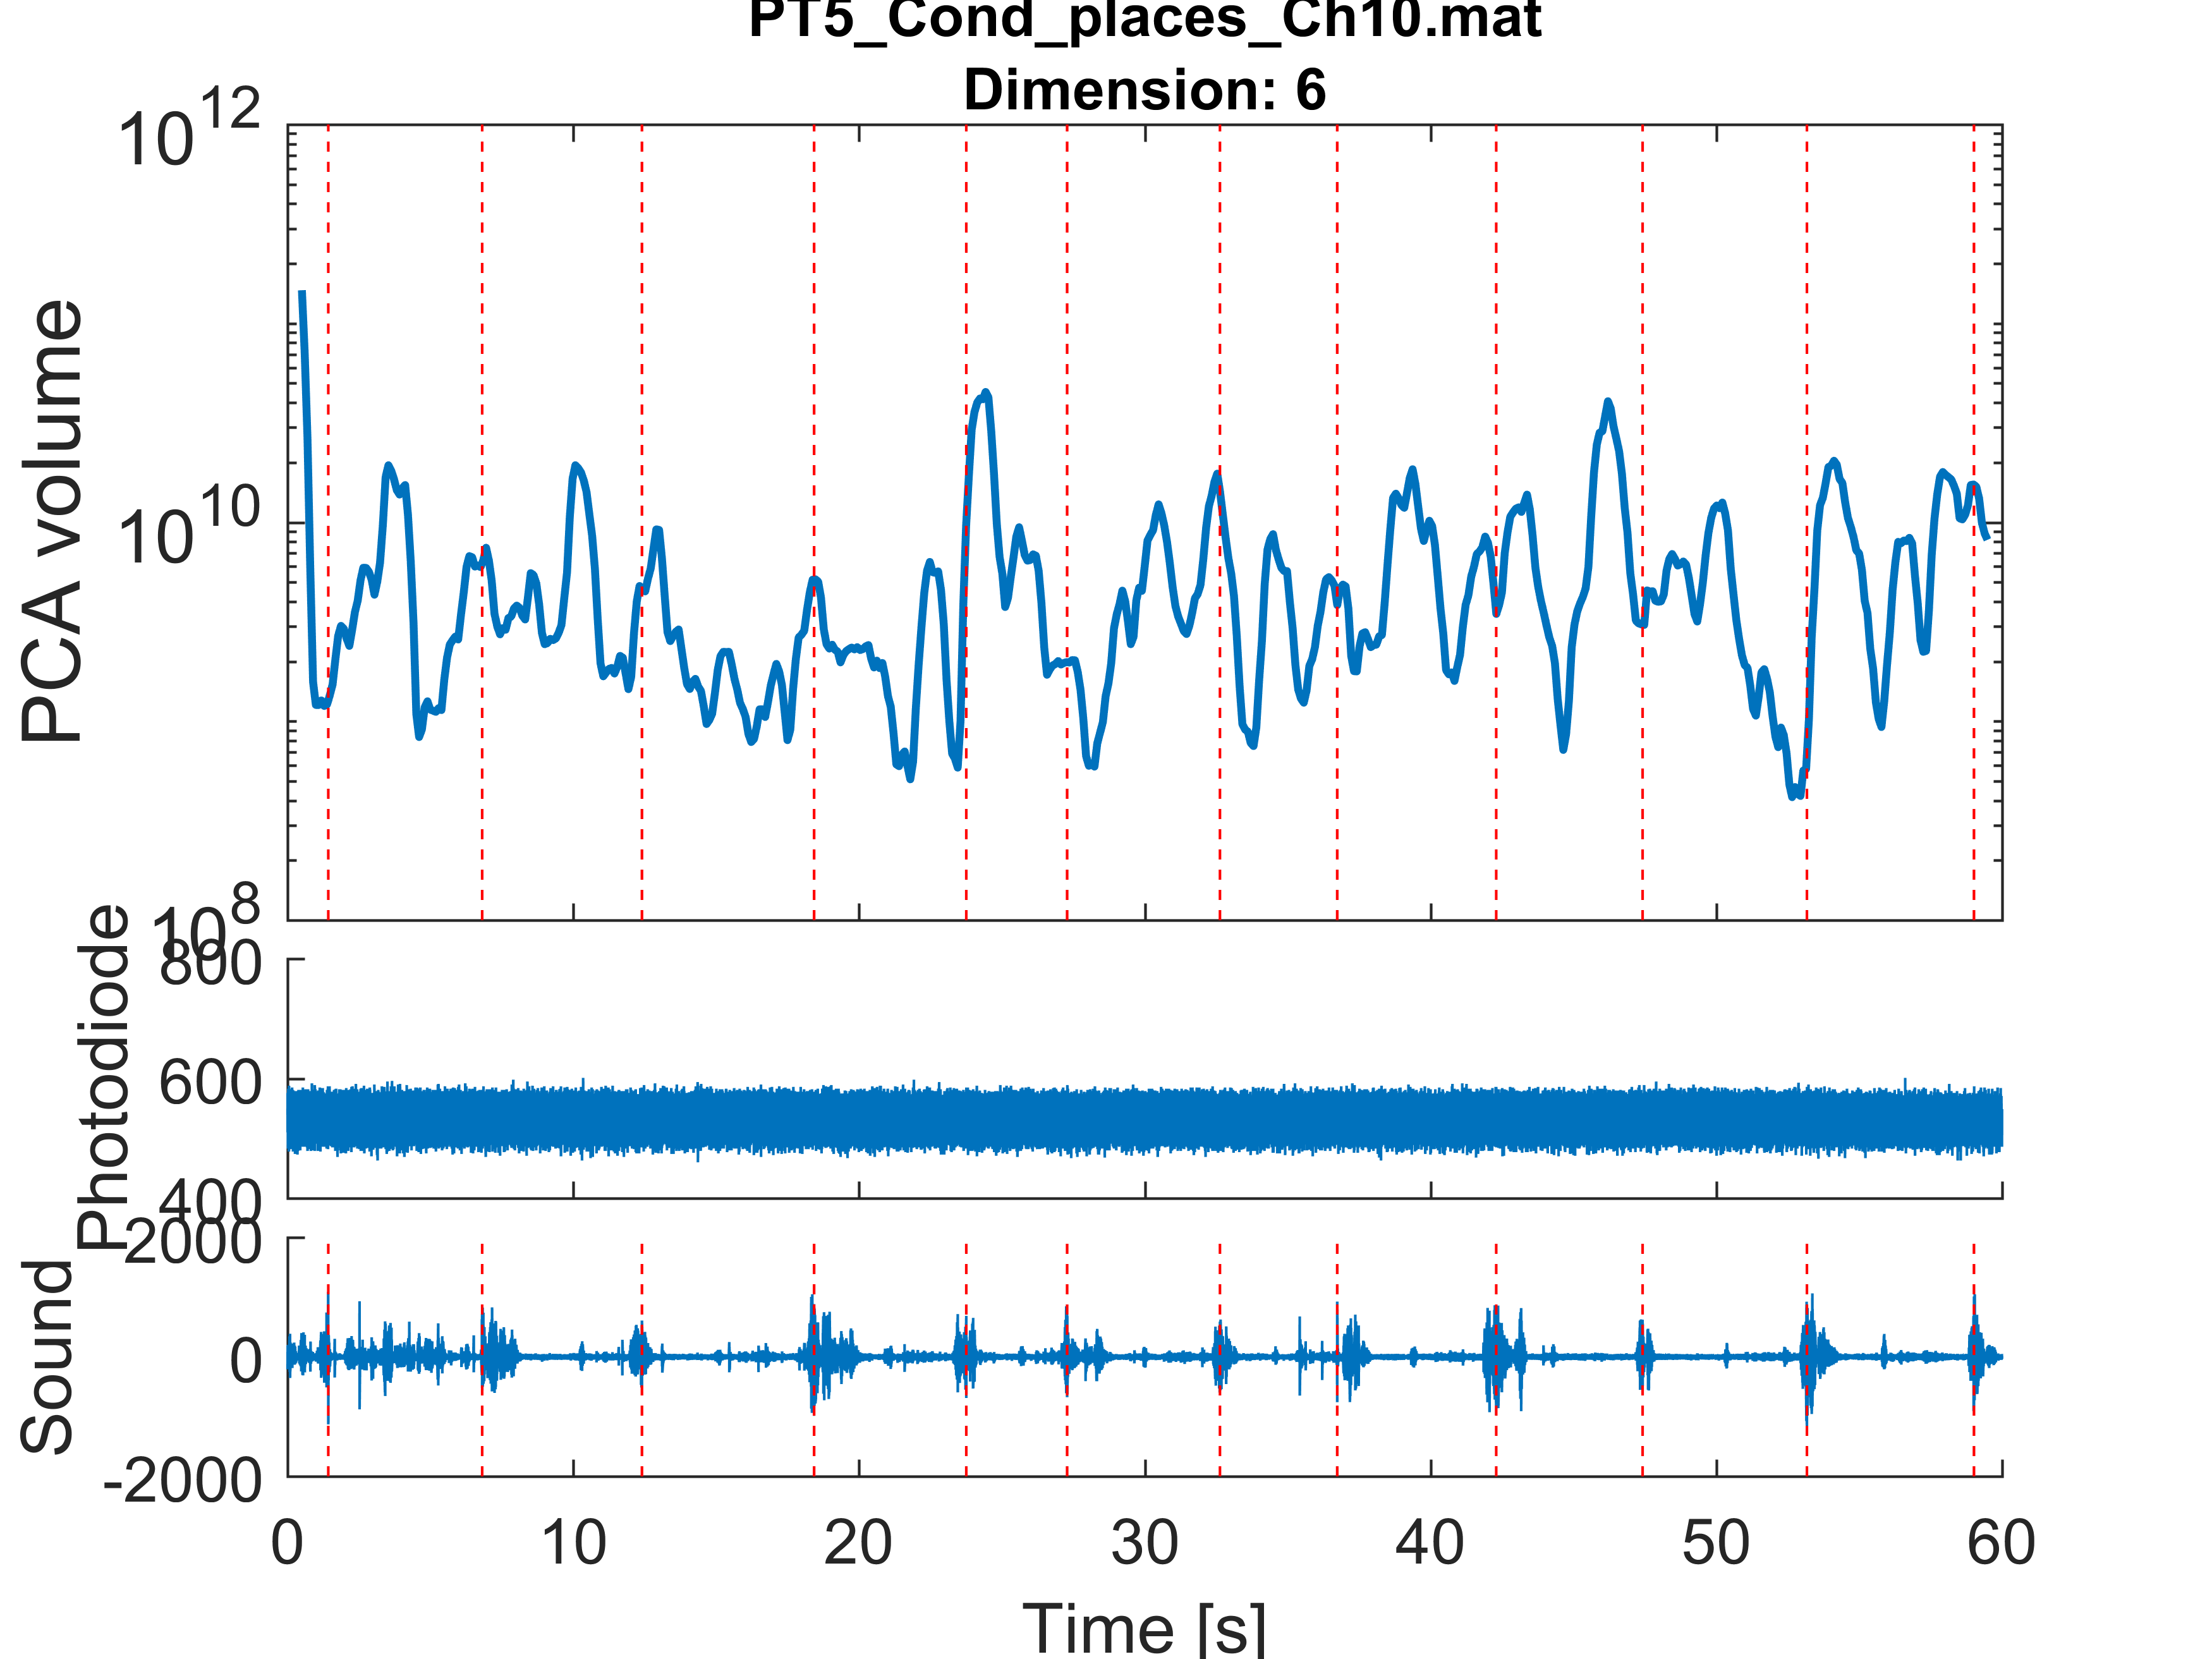 PT5_Cond_places_Ch10.mat
Dimension: 6
PCA volume
10^12
10^10
10^8
Photodiode
800
600
400
Sound
2000
0
-2000
0 10 20 30 40 50 60
Time [s]